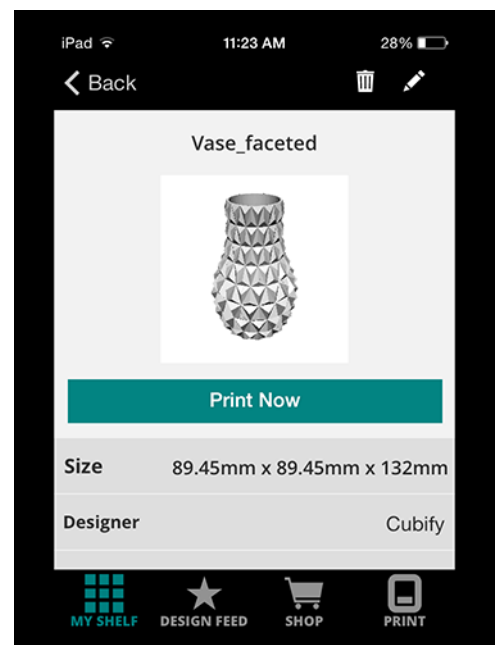 iPad 11:23 AM 28%
Back
Vase_faceted
Print Now
Size 89.45mm x 89.45mm x 132mm
Designer Cubify
MY SHELF DESIGN FEED SHOP PRINT